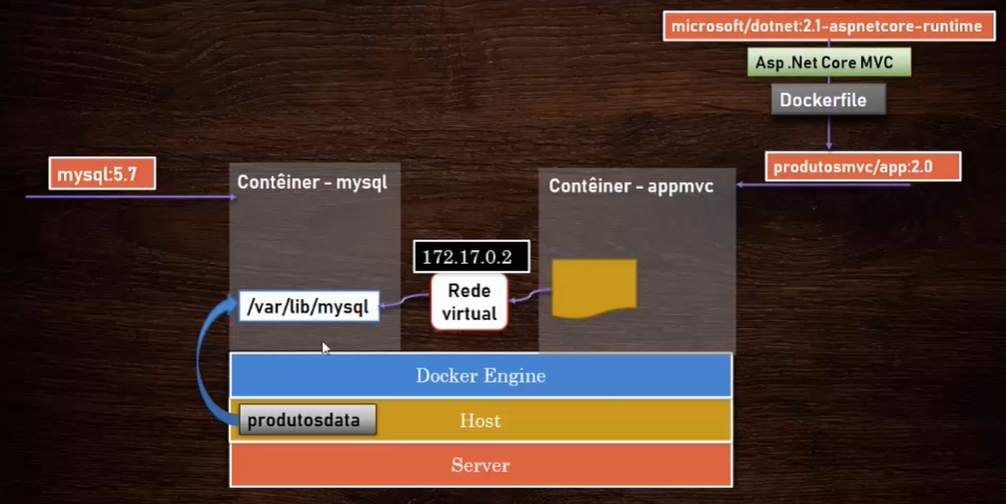 microsoft/dotnet:2.1-aspnetcore-runtime
Asp .Net Core MVC
Dockerfile
mysql:5.7
produtosmvc/app:2.0
Contêiner - mysql
Contêiner - appmvc
172.17.0.2
Rede
virtual
/var/lib/mysql
Docker Engine
produtosdata
Host
Server